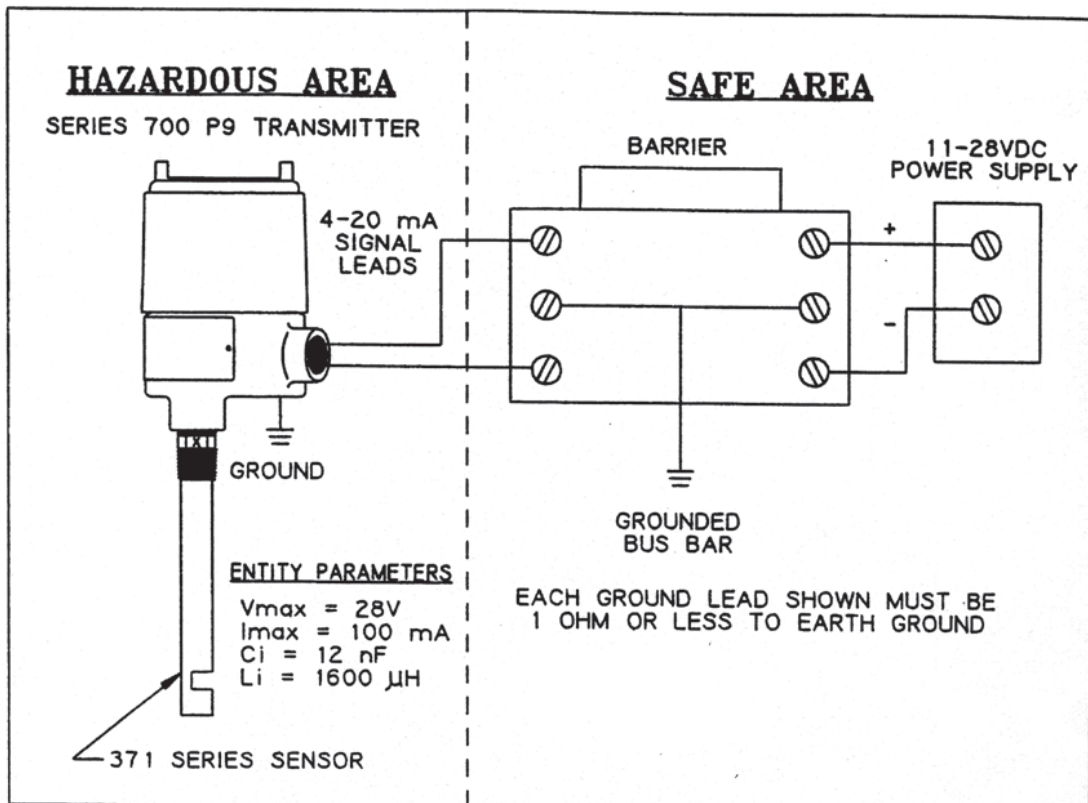 HAZARDOUS AREA
SERIES 700 P9 TRANSMITTER
4-20 mA
SIGNAL
LEADS
GROUND
ENTITY PARAMETERS
Vmax = 28V
Imax = 100 mA
Ci = 12 nF
Li = 1600 µH
371 SERIES SENSOR
SAFE AREA
BARRIER
11-28VDC
POWER SUPPLY
+
-
GROUNDED
BUS BAR
EACH GROUND LEAD SHOWN MUST BE
1 OHM OR LESS TO EARTH GROUND